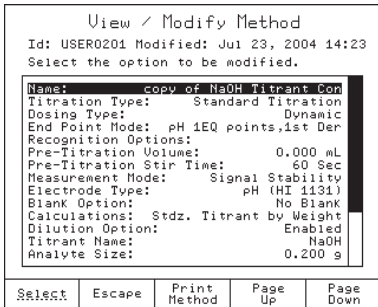 View / Modify Method
Id: USER0201 Modified: Jul 23, 2004 14:23
Select the option to be modified.
Name: copy of NaOH Titrant Con
Titration Type: Standard Titration
Dosing Type: Dynamic
End Point Mode: pH 1EQ points,1st Der
Recognition Options:
Pre-Titration Volume: 0.000 mL
Pre-Titration Stir Time: 60 Sec
Measurement Mode: Signal Stability
Electrode Type: pH (HI 1131)
Blank Option: No Blank
Calculations: Stdz. Titrant by Weight
Dilution Option: Enabled
Titrant Name: NaOH
Analyte Size: 0.200 g
Select Escape Print Method Page Up Page Down